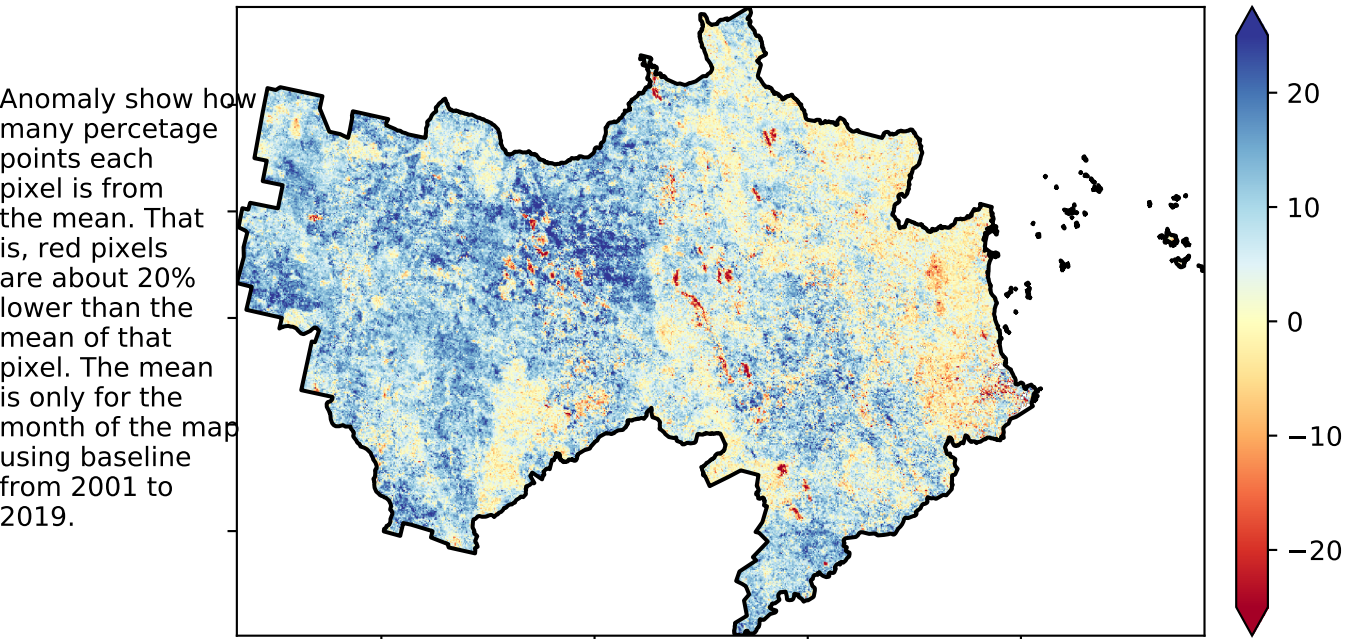 Anomaly show how
many percetage
points each
pixel is from
the mean. That
is, red pixels
are about 20%
lower than the
mean of that
pixel. The mean
is only for the
month of the map
using baseline
from 2001 to
2019.
20
10
0
−10
−20